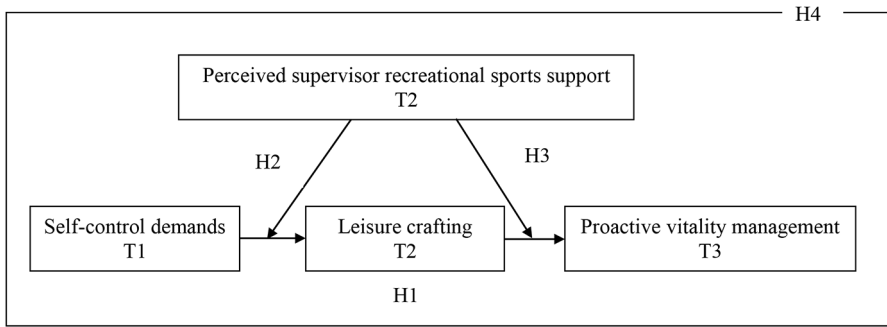 H4
Perceived supervisor recreational sports support
T2
H2
H3
Self-control demands
T1
Leisure crafting
T2
Proactive vitality management
T3
H1